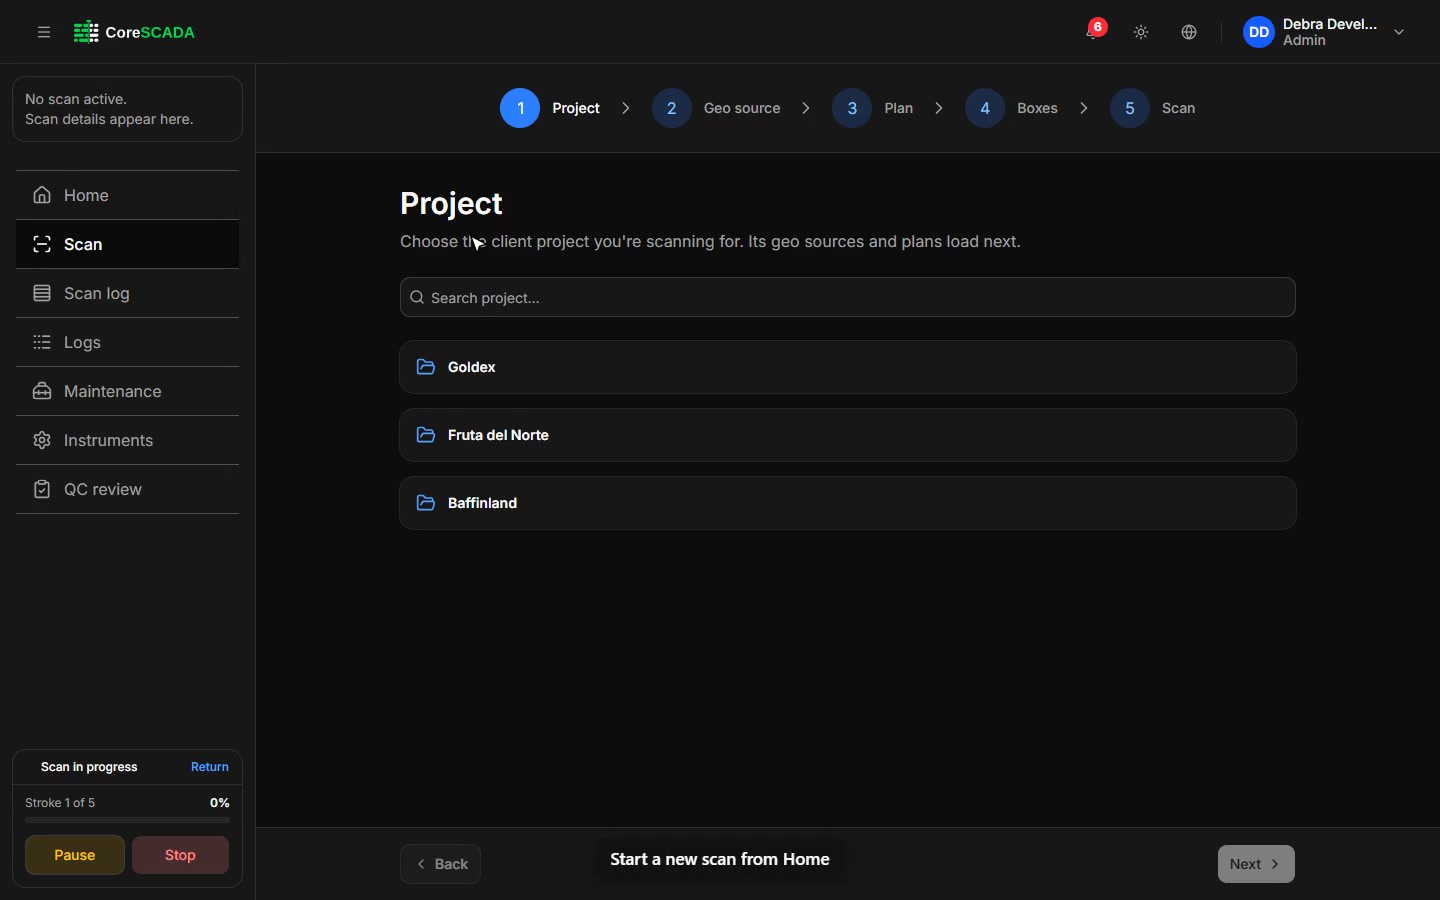 CoreSCADA
6
DD
Debra Devel...
Admin
No scan active.
Scan details appear here.
1 Project
2 Geo source
3 Plan
4 Boxes
5 Scan
Home
Scan
Scan log
Logs
Maintenance
Instruments
QC review
Project
Choose the client project you're scanning for. Its geo sources and plans load next.
Search project...
Goldex
Fruta del Norte
Baffinland
Scan in progress Return
Stroke 1 of 5 0%
Pause Stop
Back
Start a new scan from Home
Next